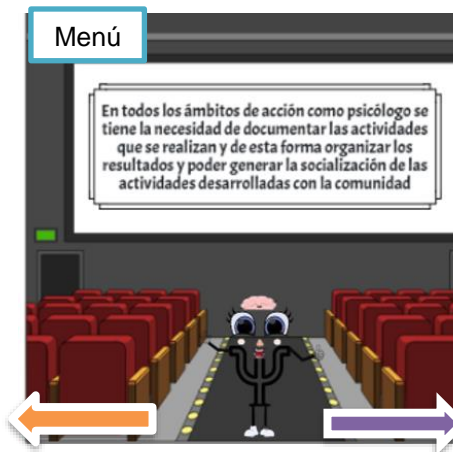 Menú
En todos los ámbitos de acción como psicólogo se
tiene la necesidad de documentar las actividades
que se realizan y de esta forma organizar los
resultados y poder generar la socialización de las
actividades desarrolladas con la comunidad